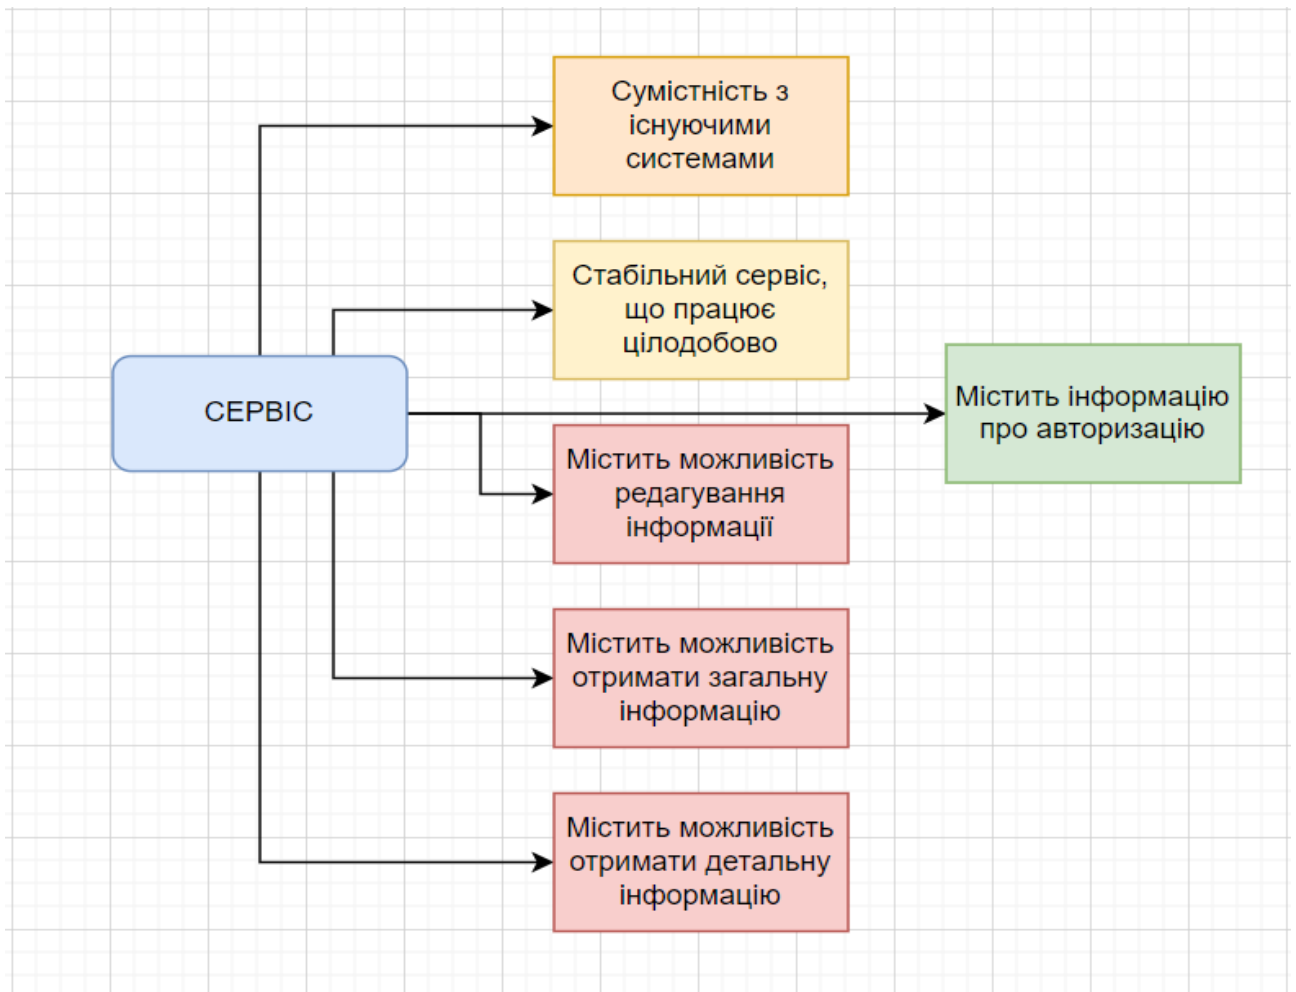 Сумістність з
існуючими
системами
Стабільний сервіс,
що працює
цілодобово
СЕРВІС
Містить інформацію
про авторизацію
Містить можливість
редагування
інформації
Містить можливість
отримати загальну
інформацію
Містить можливість
отримати детальну
інформацію